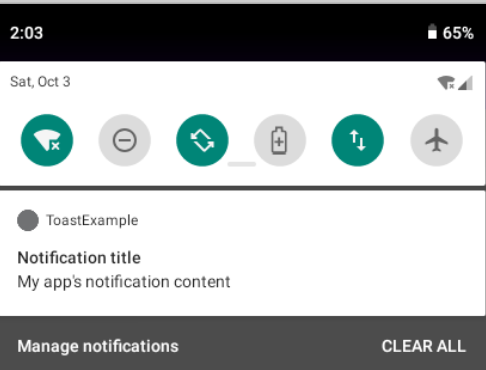 2:03 65%
Sat, Oct 3
ToastExample
Notification title
My app's notification content
Manage notifications CLEAR ALL